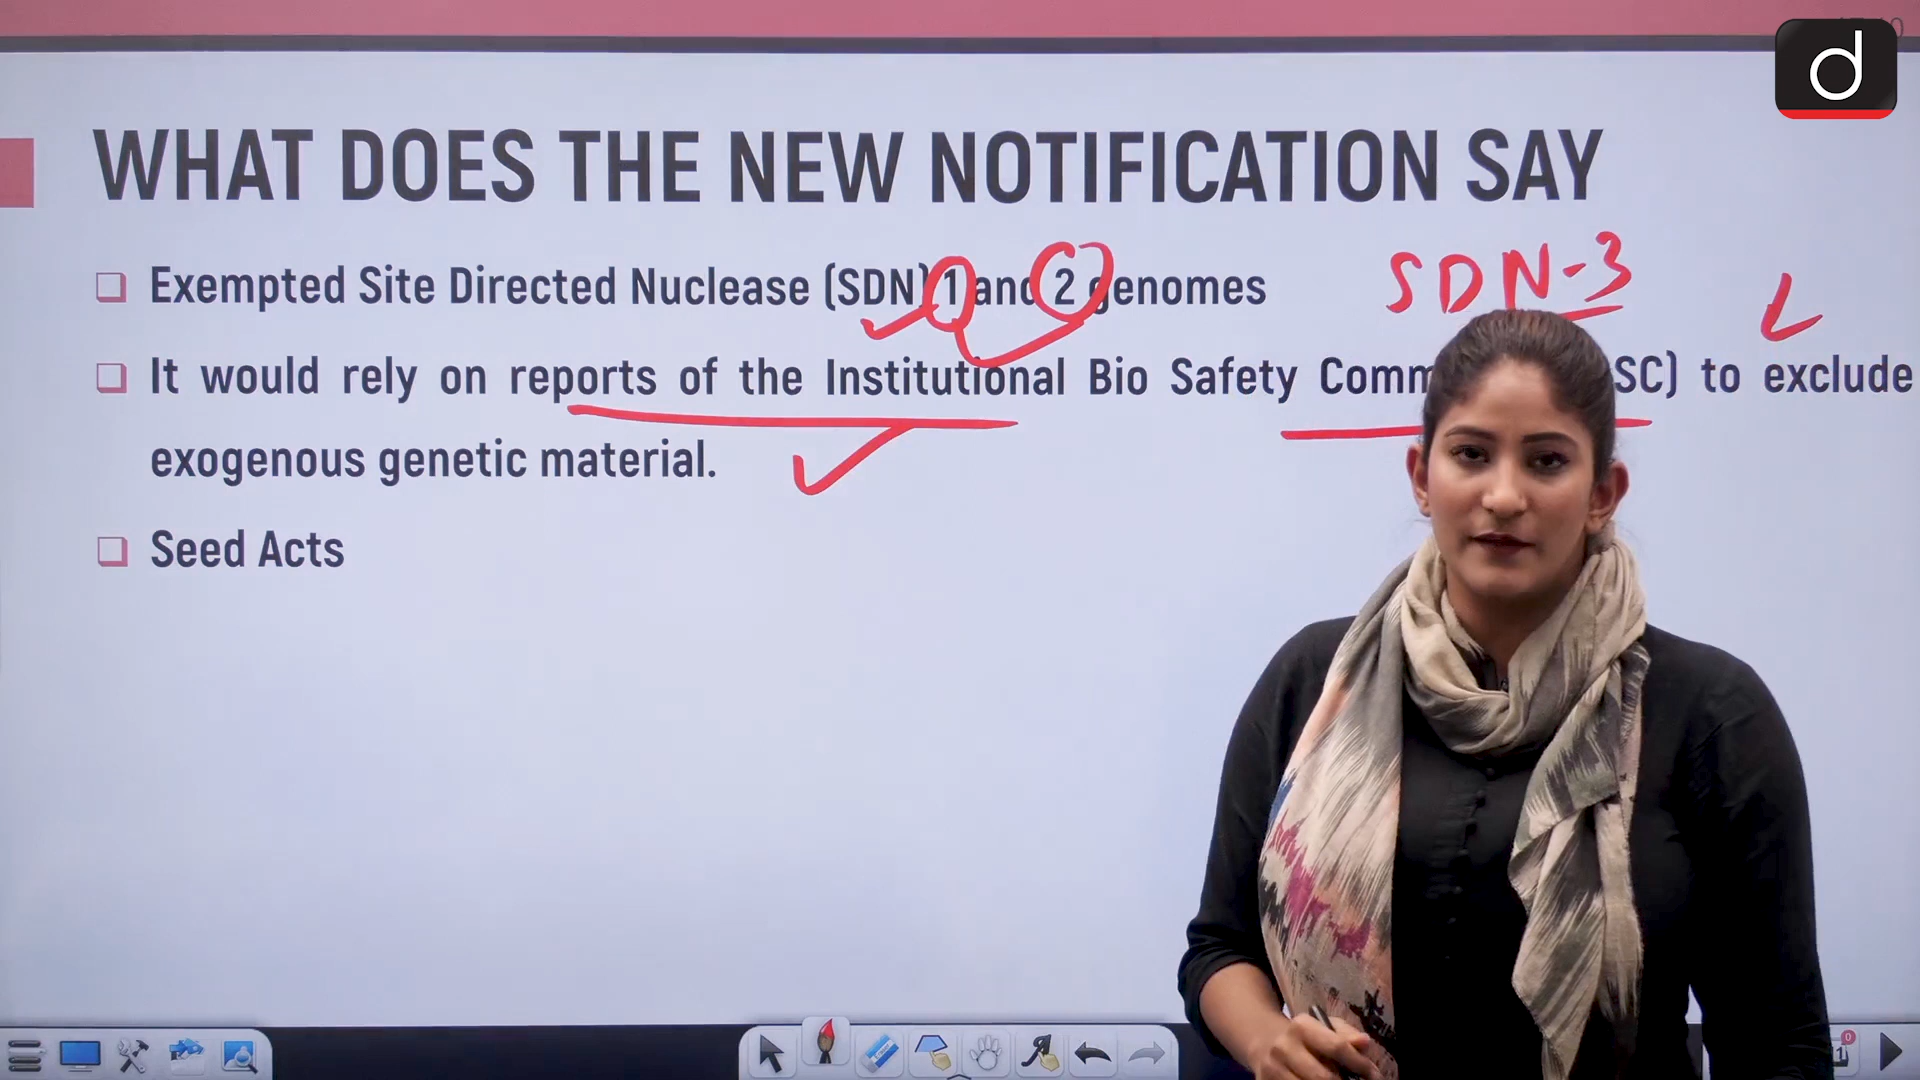 d
WHAT DOES THE NEW NOTIFICATION SAY
Exempted Site Directed Nuclease (SDN) 1 and 2 genomes
SDN-3
It would rely on reports of the Institutional Bio Safety SC) to exclude
exogenous genetic material.
Seed Acts